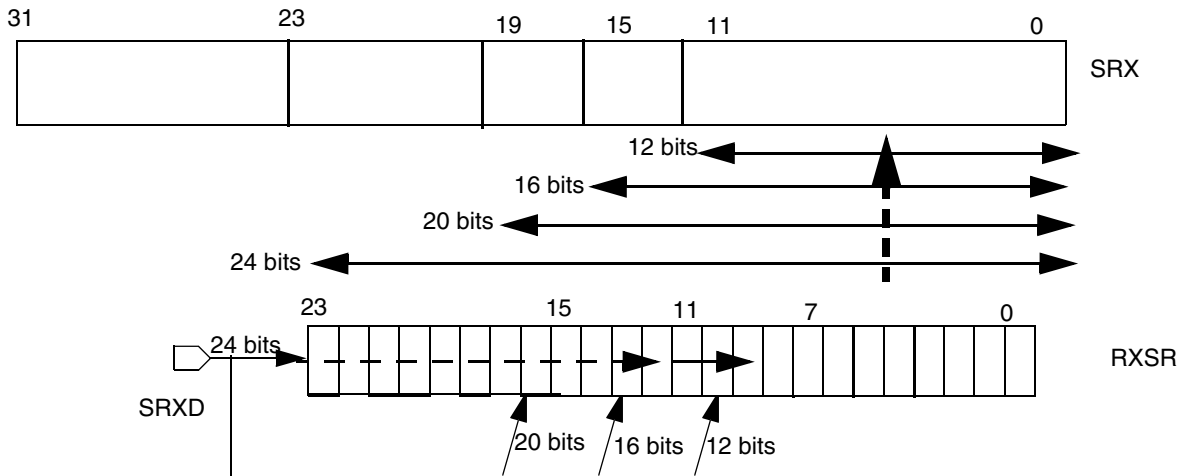 31 23 19 15 11 0
SRX
12 bits
16 bits
20 bits
24 bits
23 15 11 7 0
24 bits
RXSR
SRXD
20 bits 16 bits 12 bits